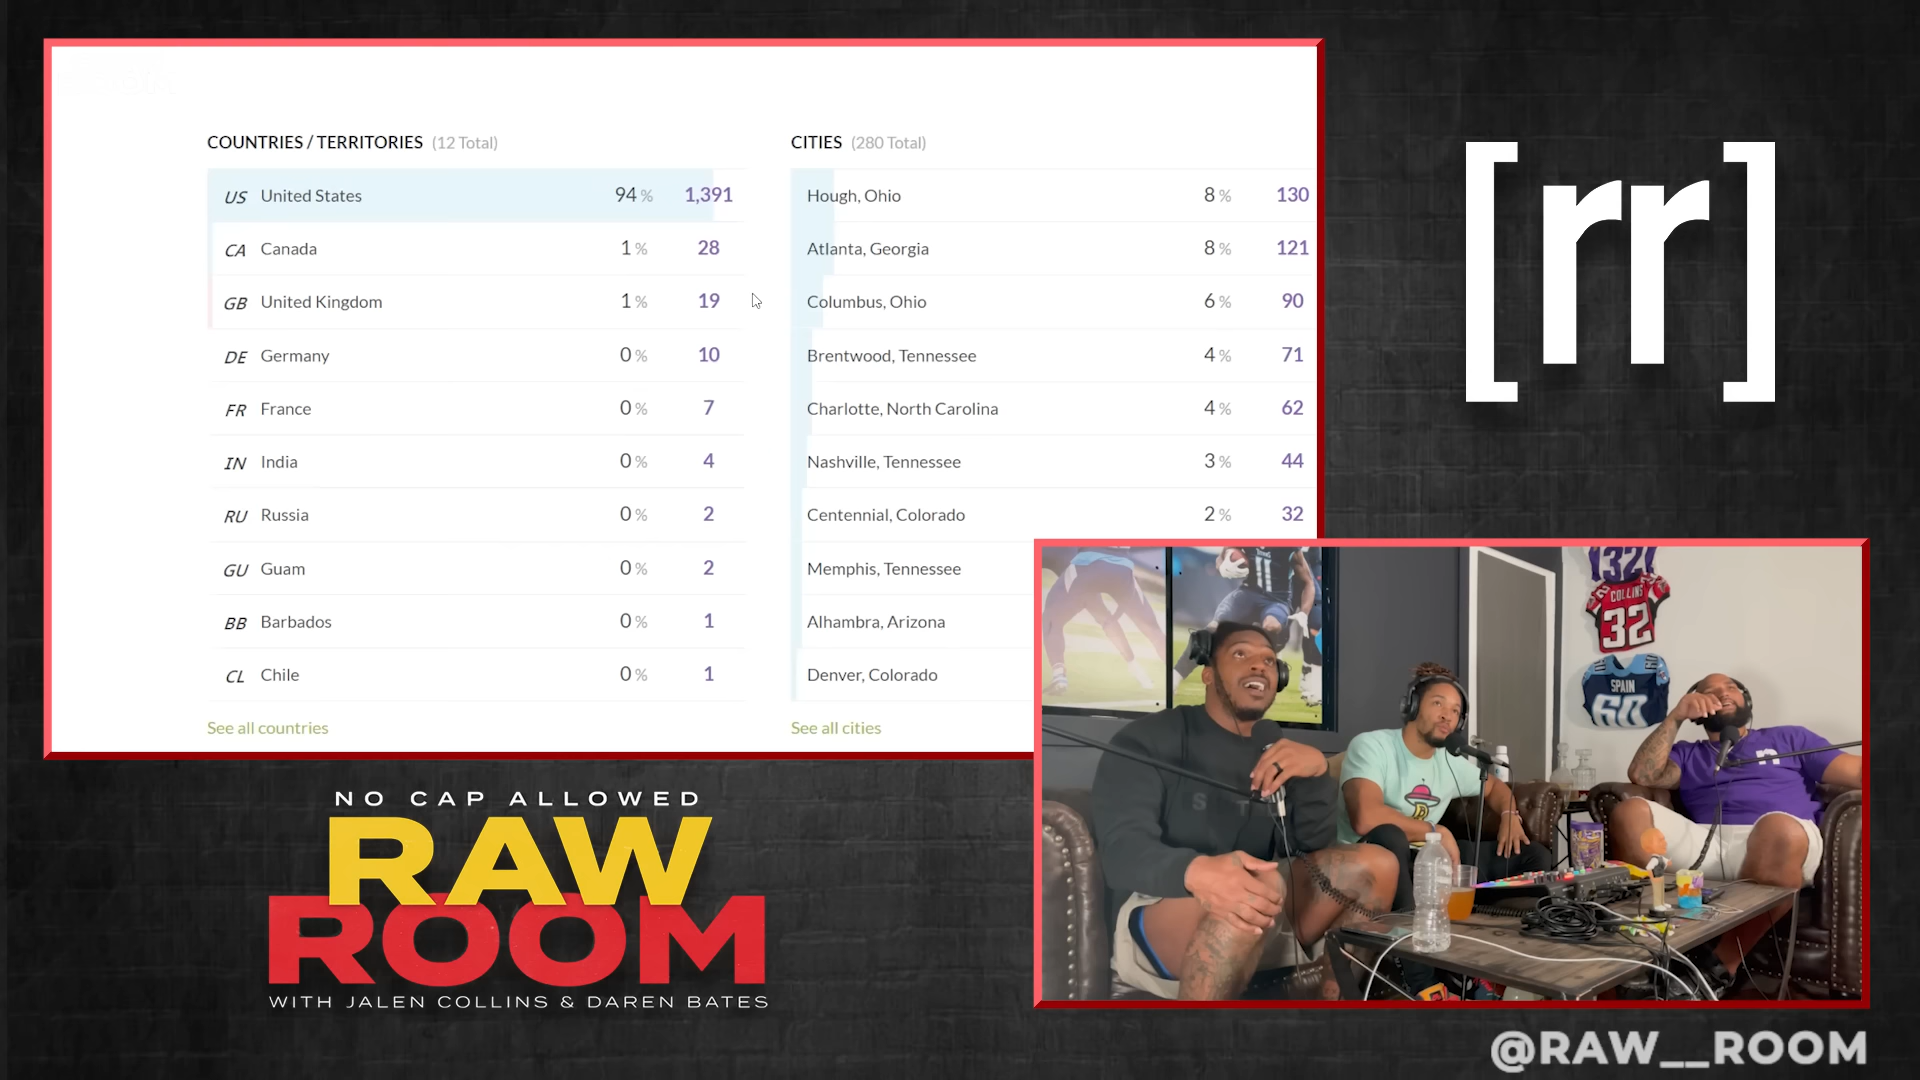 COUNTRIES / TERRITORIES (12 Total)
US United States 94 % 1,391
CA Canada 1 % 28
GB United Kingdom 1 % 19
DE Germany 0 % 10
FR France 0 % 7
IN India 0 % 4
RU Russia 0 % 2
GU Guam 0 % 2
BB Barbados 0 % 1
CL Chile 0 % 1
See all countries
CITIES (280 Total)
Hough, Ohio 8 % 130
Atlanta, Georgia 8 % 121
Columbus, Ohio 6 % 90
Brentwood, Tennessee 4 % 71
Charlotte, North Carolina 4 % 62
Nashville, Tennessee 3 % 44
Centennial, Colorado 2 % 32
Memphis, Tennessee
Alhambra, Arizona
Denver, Colorado
See all cities
[rr]
11
32
COLLINS
32
SPAIN
60
NO CAP ALLOWED
RAW
ROOM
WITH JALEN COLLINS & DAREN BATES
@RAW__ROOM